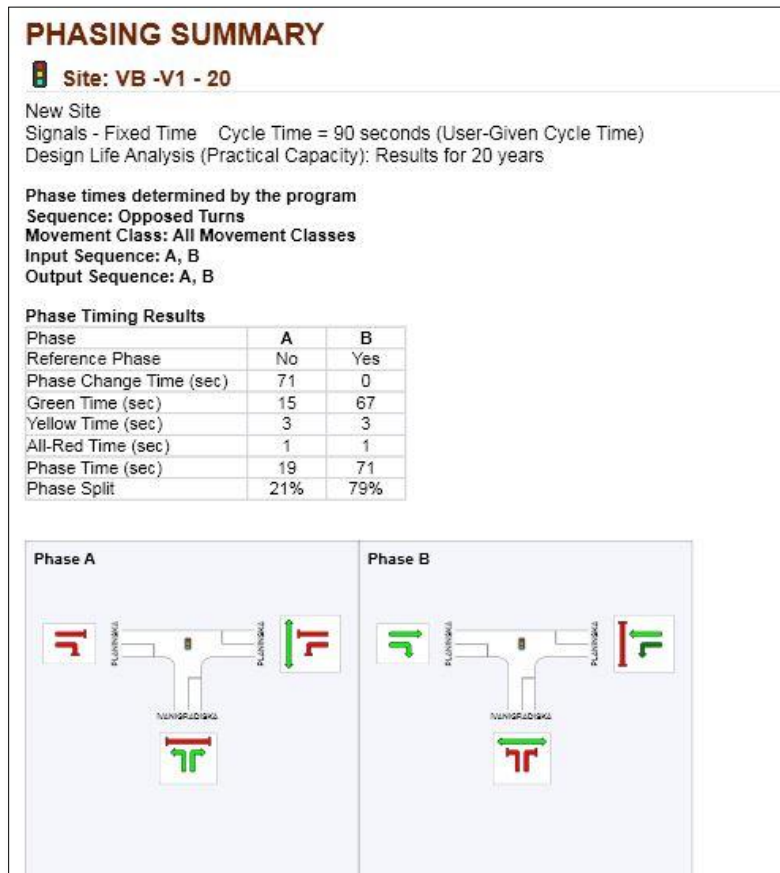 PHASING SUMMARY
Site: VB -V1 - 20
New Site
Signals - Fixed Time Cycle Time = 90 seconds (User-Given Cycle Time)
Design Life Analysis (Practical Capacity): Results for 20 years
Phase times determined by the program
Sequence: Opposed Turns
Movement Class: All Movement Classes
Input Sequence: A, B
Output Sequence: A, B
Phase Timing Results
Phase A B
Reference Phase No Yes
Phase Change Time (sec) 71 0
Green Time (sec) 15 67
Yellow Time (sec) 3 3
All-Red Time (sec) 1 1
Phase Time (sec) 19 71
Phase Split 21% 79%
Phase A
PLANINSKA
PLANINSKA
Phase B
PLANINSKA
PLANINSKA